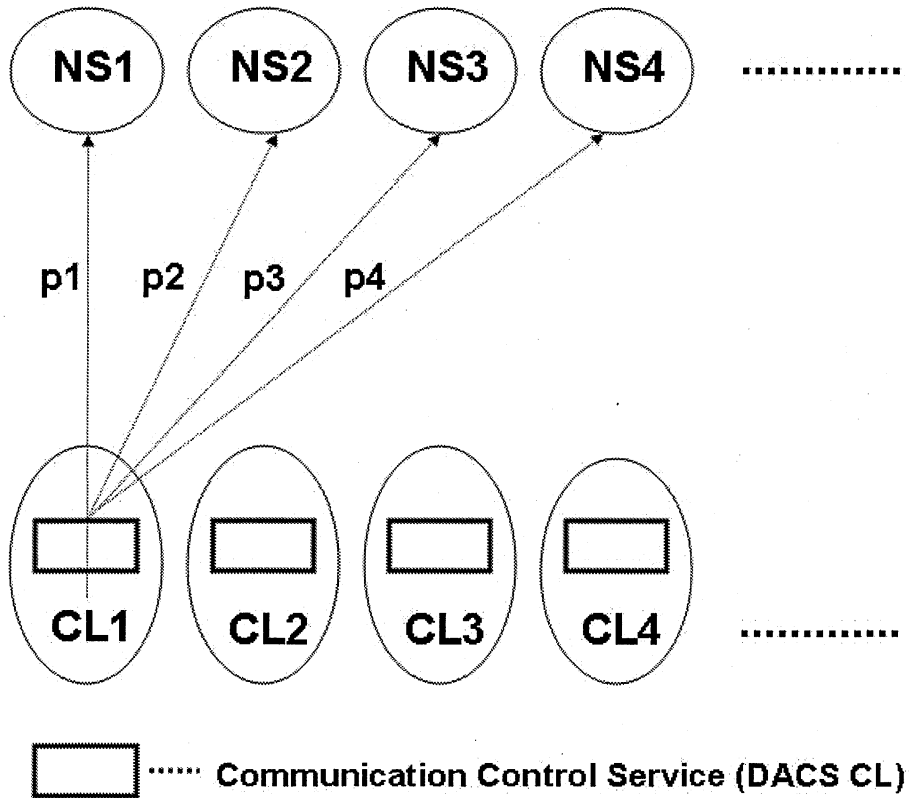 NS1 NS2 NS3 NS4
p1 p2 p3 p4
CL1 CL2 CL3 CL4
Communication Control Service (DACS CL)